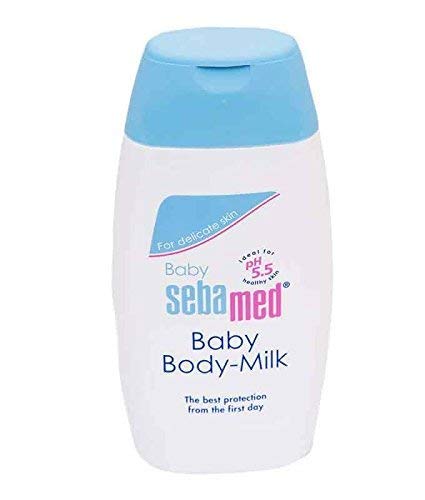 For delicate skin
Ideal for
pH
5.5
healthy skin
Baby
sebamed®
Baby
Body-Milk
The best protection
from the first day